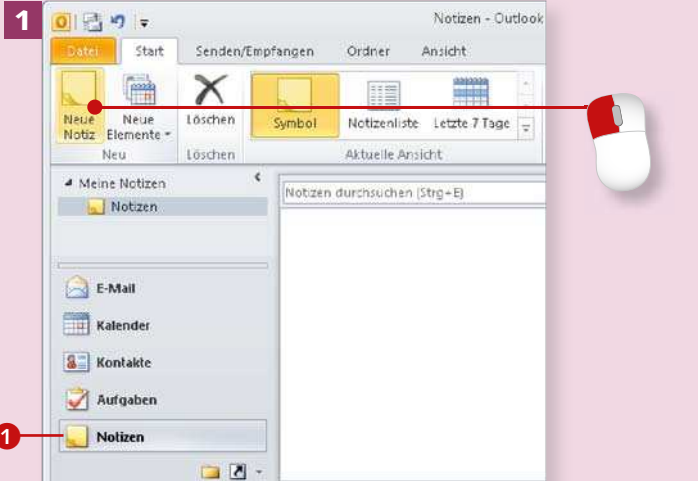 1
Notizen - Outlook
Datei Start Senden/Empfangen Ordner Ansicht
Neue Notiz
Neue Elemente
Löschen
Symbol
Notizenliste
Letzte 7 Tage
Neu Löschen Aktuelle Ansicht
Meine Notizen
Notizen
Notizen durchsuchen (Strg+E)
E-Mail
Kalender
Kontakte
Aufgaben
1
Notizen